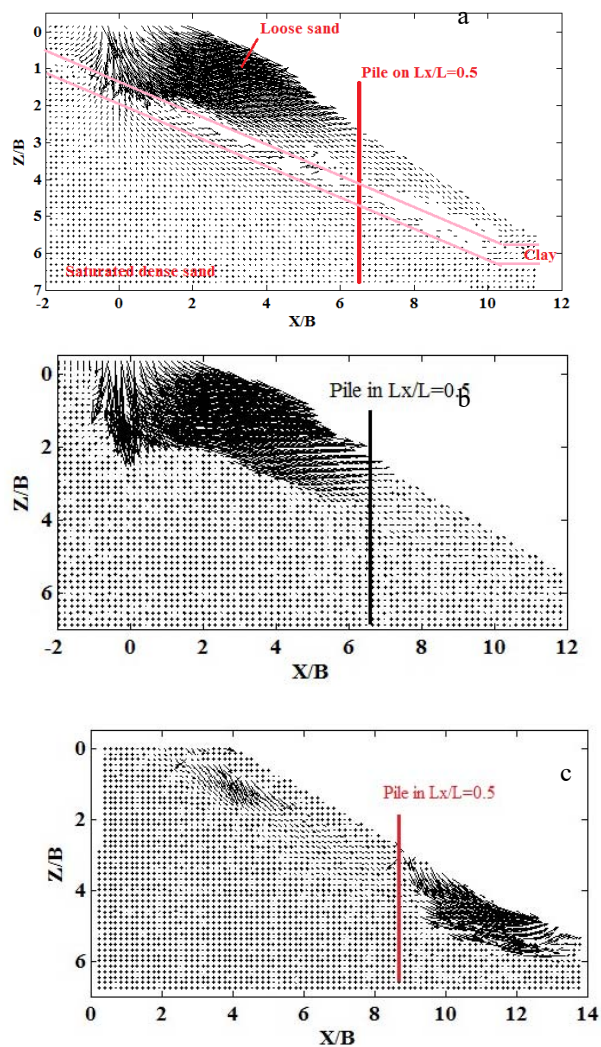 a
0
Loose sand
Pile on Lx/L=0.5
1
2
3
Z/B
4
5
6
Clay
Saturated dense sand
7
-2 0 2 4 6 8 10 12
X/B
0
Pile in Lx/L=0.5
b
2
Z/B
4
6
-2 0 2 4 6 8 10 12
X/B
0
c
Pile in Lx/L=0.5
2
Z/B
4
6
0 2 4 6 8 10 12 14
X/B